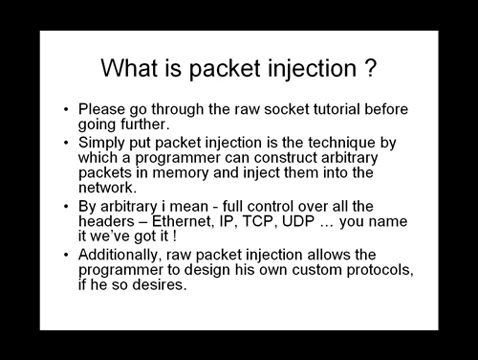 What is packet injection ?
• Please go through the raw socket tutorial before
going further.
• Simply put packet injection is the technique by
which a programmer can construct arbitrary
packets in memory and inject them into the
network.
• By arbitrary i mean - full control over all the
headers – Ethernet, IP, TCP, UDP … you name
it we've got it !
• Additionally, raw packet injection allows the
programmer to design his own custom protocols,
if he so desires.